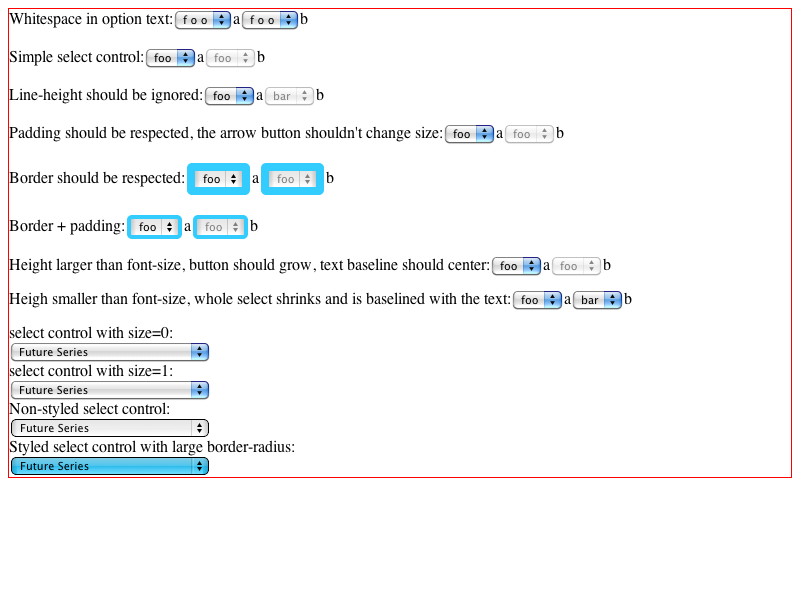 Whitespace in option text: f o o a f o o b
Simple select control: foo a foo b
Line-height should be ignored: foo a bar b
Padding should be respected, the arrow button shouldn't change size: foo a foo b
Border should be respected: foo a foo b
Border + padding: foo a foo b
Height larger than font-size, button should grow, text baseline should center: foo a foo b
Heigh smaller than font-size, whole select shrinks and is baselined with the text: foo a bar b
select control with size=0:
Future Series
select control with size=1:
Future Series
Non-styled select control:
Future Series
Styled select control with large border-radius:
Future Series